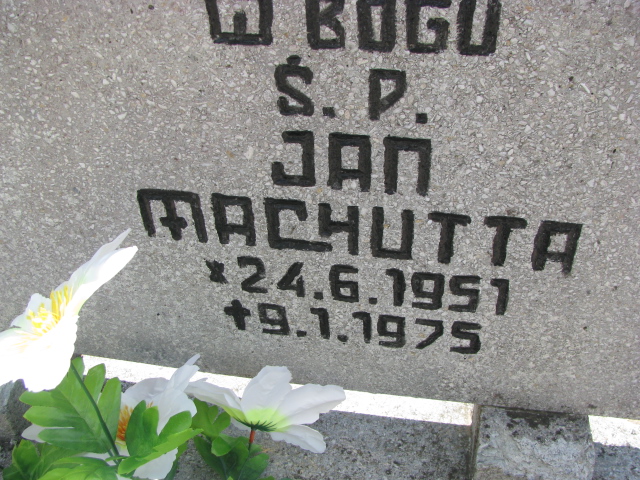 W BOGU
Ś. P.
JAN
MACHUTTA
* 24.6.1951
✝9.1.1975